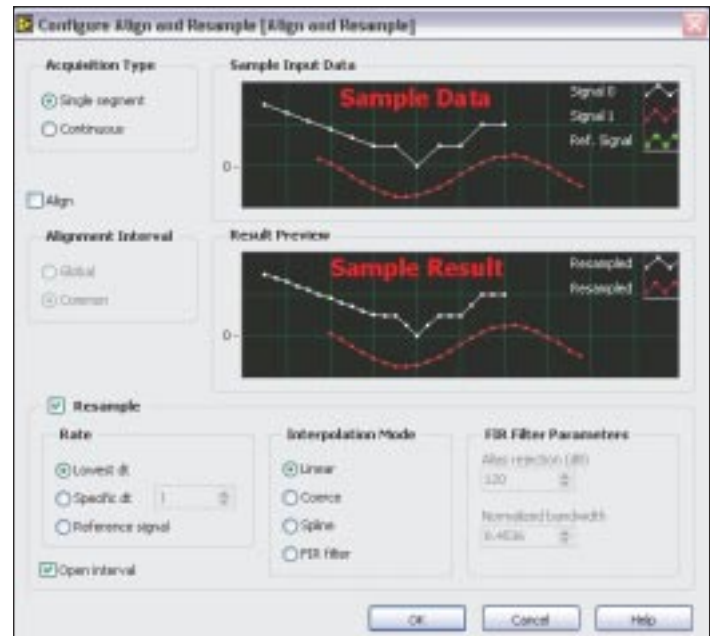 Configure Align and Resample [Align and Resample]
Acquisition Type
Single segment
Continuous
Align
Alignment Interval
Global
Common
Sample Input Data
Sample Data
Signal 0
Signal 1
Ref. Signal
0-
Result Preview
Sample Result
Resampled
Resampled
0-
Resample
Rate
Lowest dt
Specific dt 1
Reference signal
Open interval
Interpolation Mode
Linear
Coerce
Spline
FIR filter
FIR Filter Parameters
Alias rejection (dB)
120
Normalized bandwidth
0.4536
OK Cancel Help